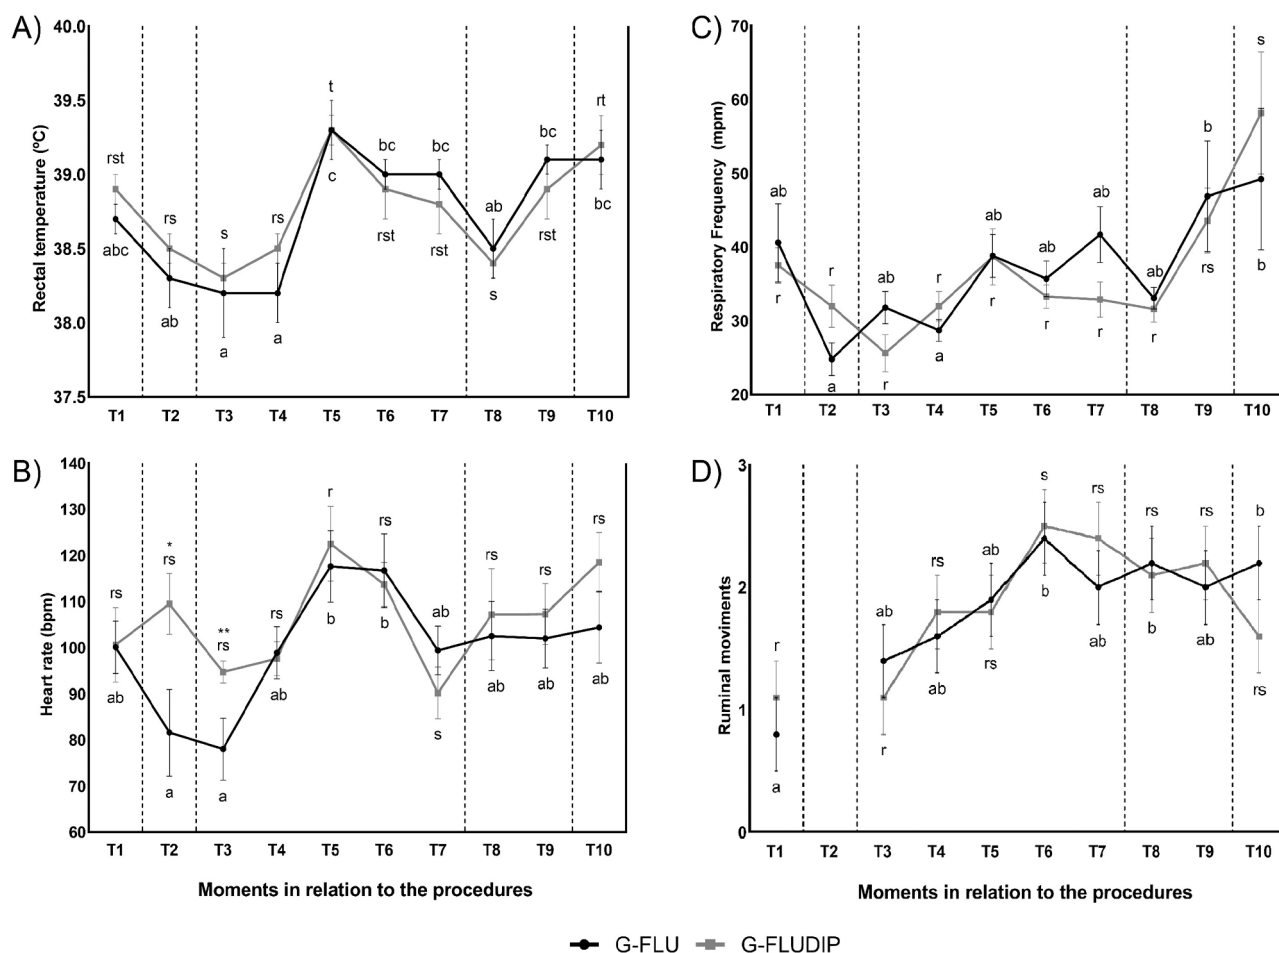 A)
Rectal temperature (ºC)
40.0
39.5
39.0
38.5
38.0
37.5
rst
abc
rs
ab
s
a
rs
a
t
c
bc
rst
bc
rst
ab
s
bc
rst
rt
bc
T1 T2 T3 T4 T5 T6 T7 T8 T9 T10
C)
Respiratory Frequency (mpm)
70
60
50
40
30
20
ab
r
r
a
ab
r
r
a
ab
r
ab
r
ab
r
ab
r
b
rs
s
b
T1 T2 T3 T4 T5 T6 T7 T8 T9 T10
B)
Heart rate (bpm)
140
130
120
110
100
90
80
70
60
rs
ab
*
rs
a
**
rs
a
rs
ab
r
b
rs
b
ab
s
rs
ab
rs
ab
rs
ab
T1 T2 T3 T4 T5 T6 T7 T8 T9 T10
Moments in relation to the procedures
D)
Ruminal moviments
3
2
1
0
r
a
ab
r
rs
ab
ab
rs
s
b
rs
ab
rs
b
rs
ab
b
rs
T1 T2 T3 T4 T5 T6 T7 T8 T9 T10
Moments in relation to the procedures
G-FLU G-FLUDIP